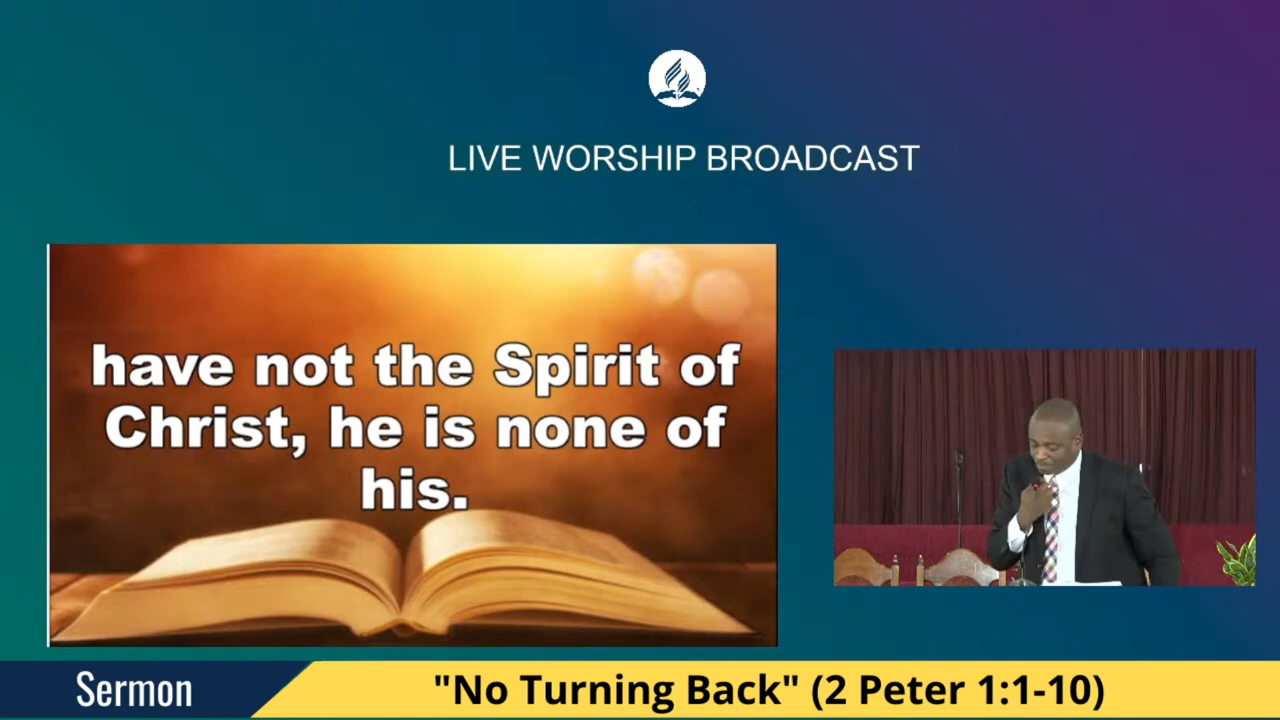 LIVE WORSHIP BROADCAST
have not the Spirit of
Christ, he is none of
his.
Sermon
"No Turning Back" (2 Peter 1:1-10)